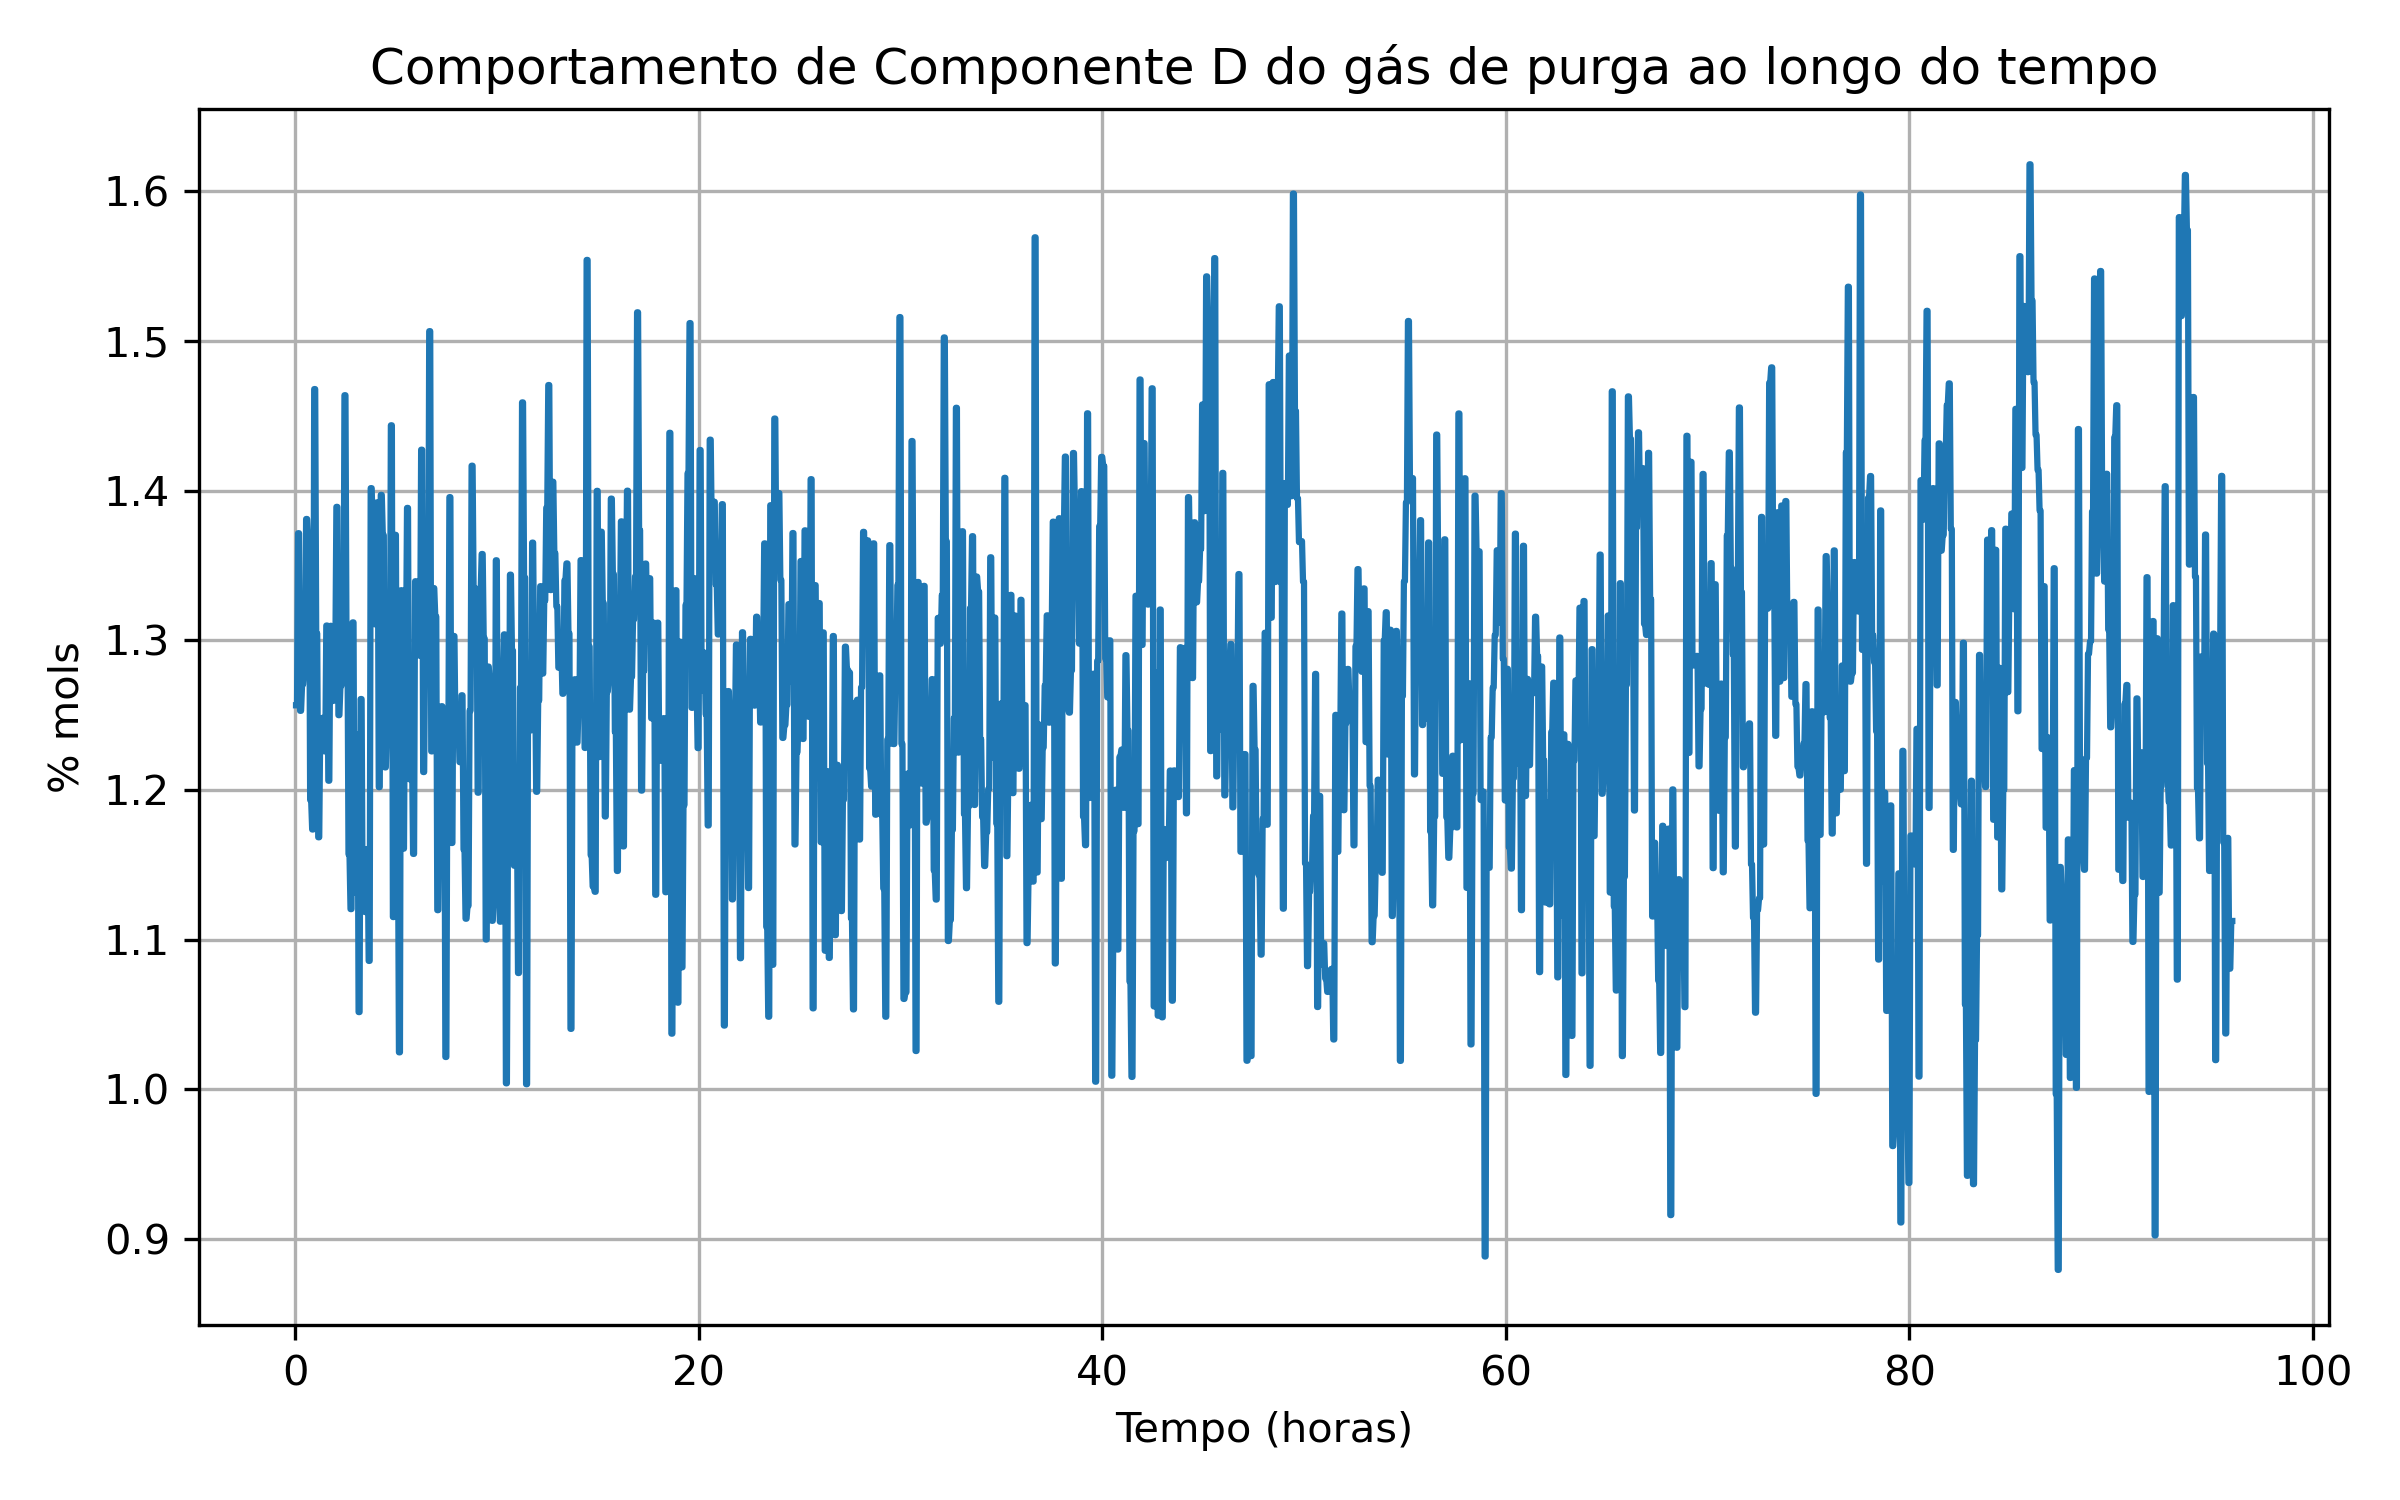 Comportamento de Componente D do gás de purga ao longo do tempo
% mols
1.6
1.5
1.4
1.3
1.2
1.1
1.0
0.9
0 20 40 60 80 100
Tempo (horas)